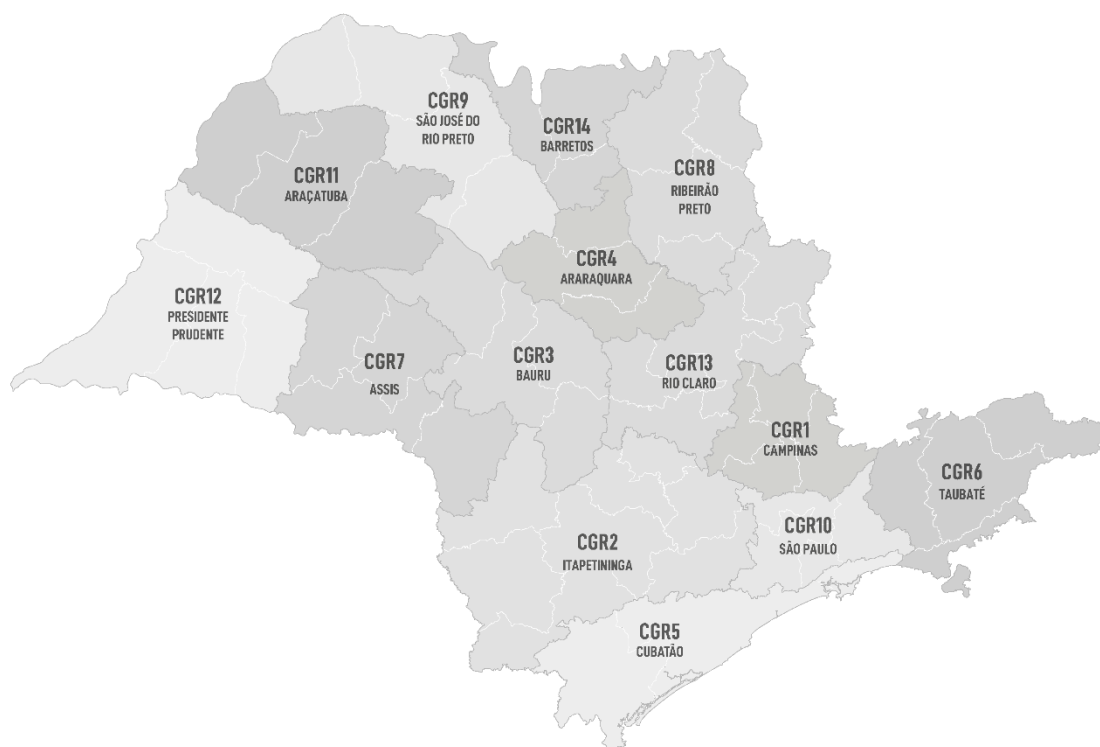 CGR9
SÃO JOSÉ DO
RIO PRETO
CGR14
BARRETOS
CGR8
RIBEIRÃO
PRETO
CGR11
ARAÇATUBA
CGR4
ARARAQUARA
CGR12
PRESIDENTE
PRUDENTE
CGR7
ASSIS
CGR3
BAURU
CGR13
RIO CLARO
CGR1
CAMPINAS
CGR6
TAUBATÉ
CGR10
SÃO PAULO
CGR2
ITAPETININGA
CGR5
CUBATÃO